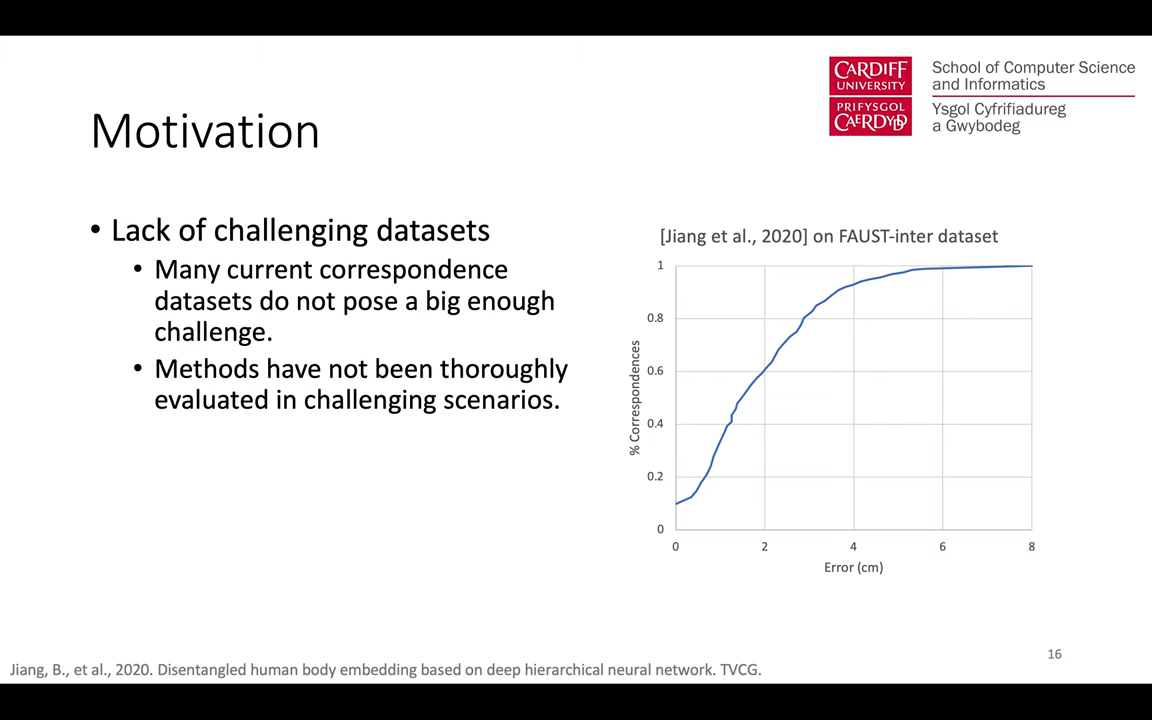 CARDIFF
UNIVERSITY
PRIFYSGOL
CAERDYDD
School of Computer Science
and Informatics
Ysgol Cyfrifiadureg
a Gwybodeg
Motivation
• Lack of challenging datasets
• Many current correspondence
datasets do not pose a big enough
challenge.
• Methods have not been thoroughly
evaluated in challenging scenarios.
[Jiang et al., 2020] on FAUST-inter dataset
% Correspondences
1
0.8
0.6
0.4
0.2
0
0 2 4 6 8
Error (cm)
16
Jiang, B., et al., 2020. Disentangled human body embedding based on deep hierarchical neural network. TVCG.